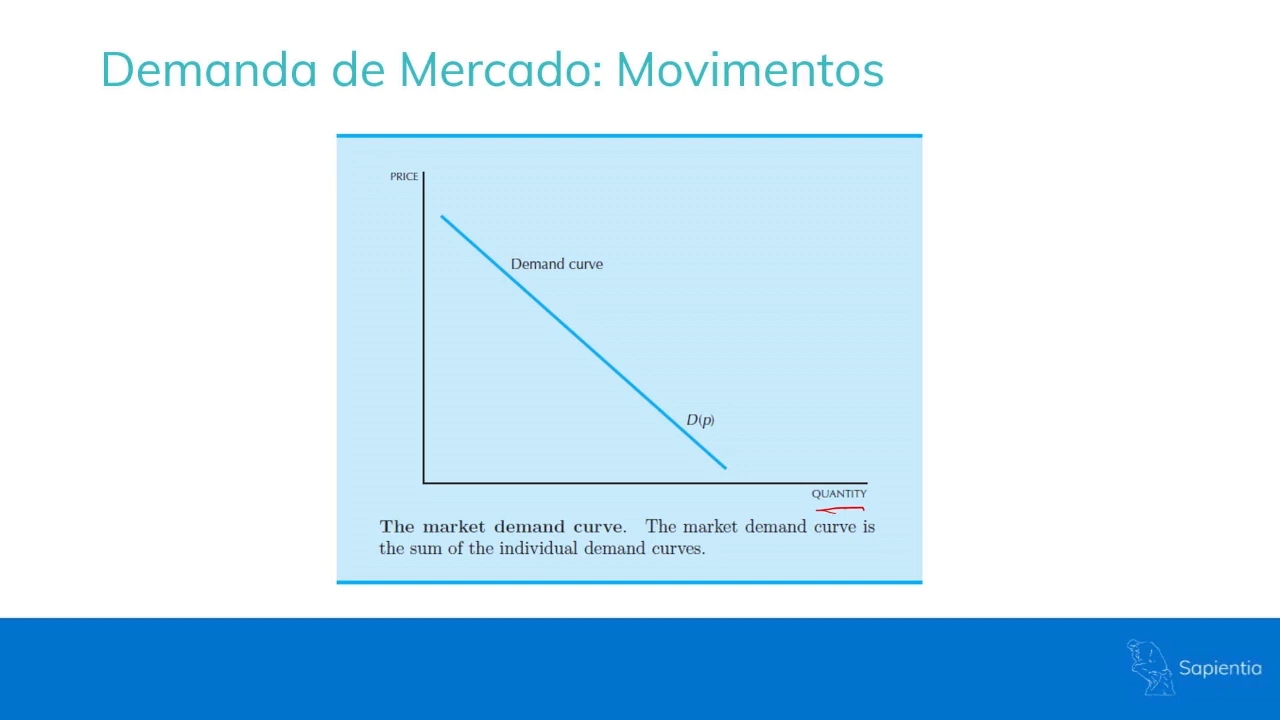 Demanda de Mercado: Movimentos
PRICE
Demand curve
D(p)
QUANTITY
The market demand curve. The market demand curve is
the sum of the individual demand curves.
Sapientia